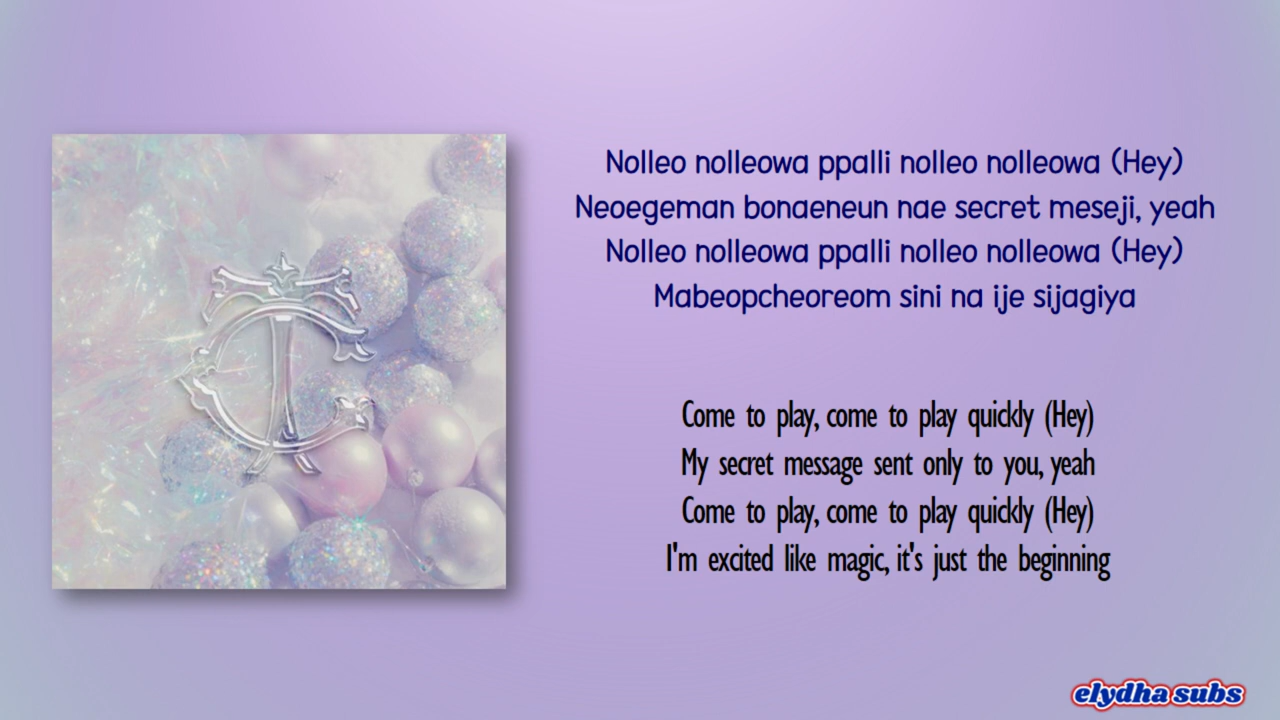 Nolleo nolleowa ppalli nolleo nolleowa (Hey)
Neoegeman bonaeneun nae secret meseji, yeah
Nolleo nolleowa ppalli nolleo nolleowa (Hey)
Mabeopcheoreom sini na ije sijagiya
Come to play, come to play quickly (Hey)
My secret message sent only to you, yeah
Come to play, come to play quickly (Hey)
I'm excited like magic, it's just the beginning
elydha subs